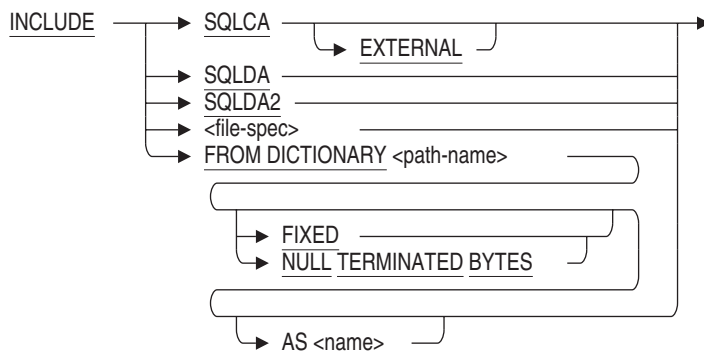 INCLUDE SQLCA
EXTERNAL
SQLDA
SQLDA2
<file-spec>
FROM DICTIONARY <path-name>
FIXED
NULL TERMINATED BYTES
AS <name>